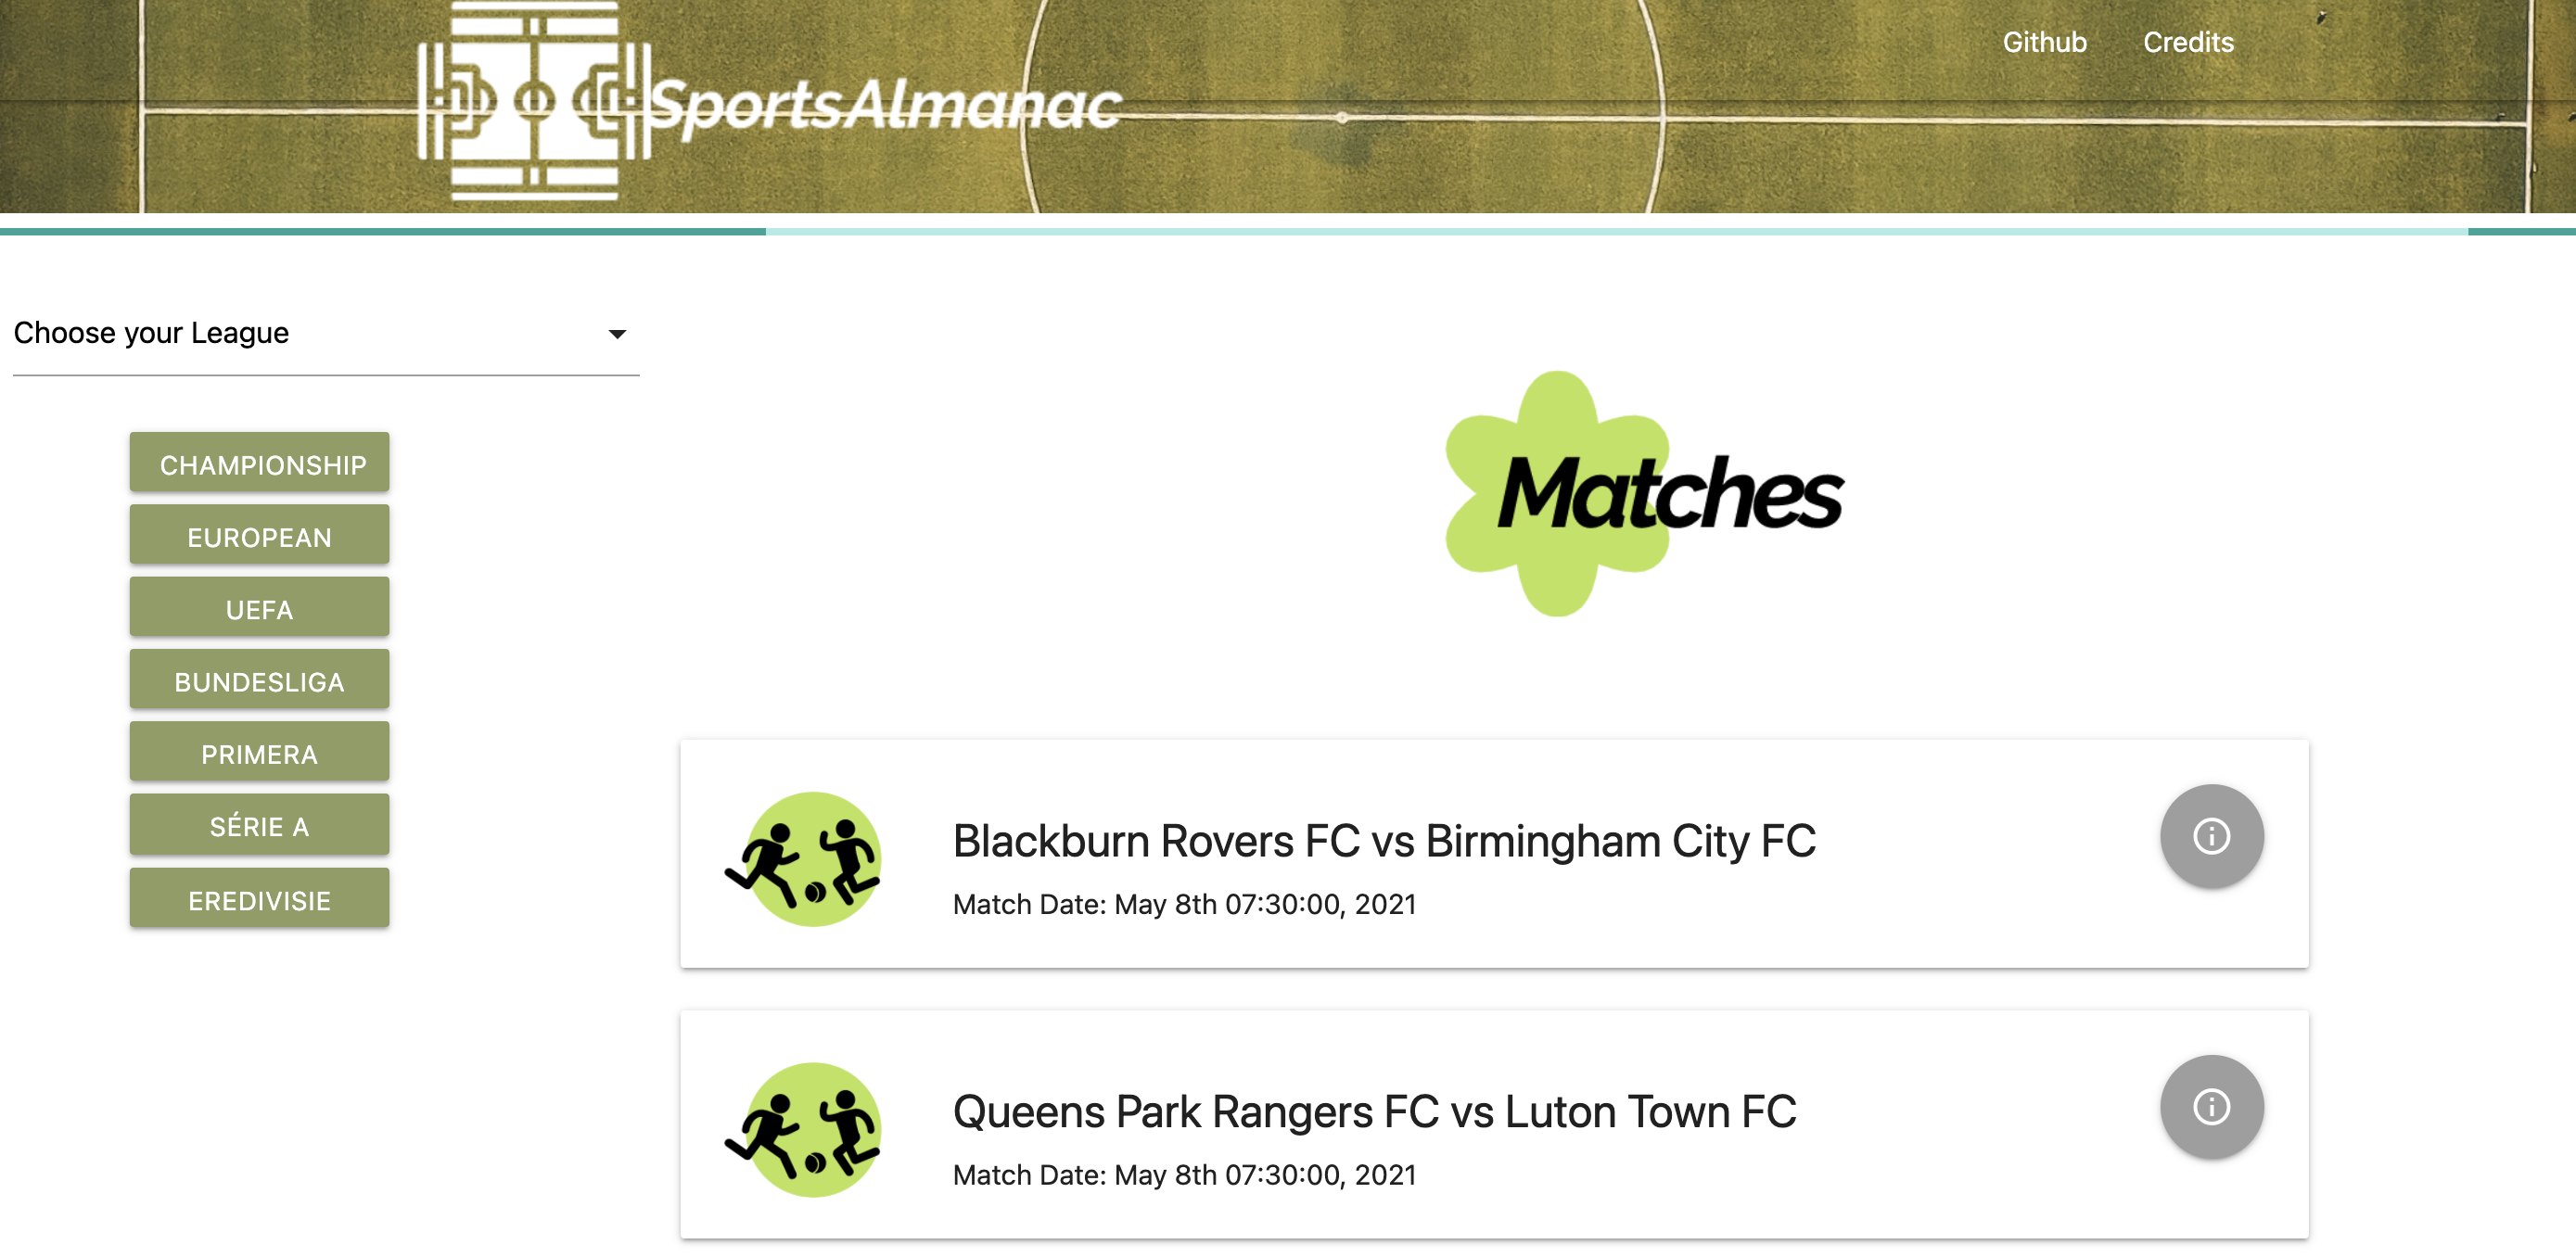 Github
Credits
SportsAlmanac
Choose your League
CHAMPIONSHIP
EUROPEAN
UEFA
BUNDESLIGA
PRIMERA
SÉRIE A
EREDIVISIE
Matches
Blackburn Rovers FC vs Birmingham City FC
Match Date: May 8th 07:30:00, 2021
Queens Park Rangers FC vs Luton Town FC
Match Date: May 8th 07:30:00, 2021